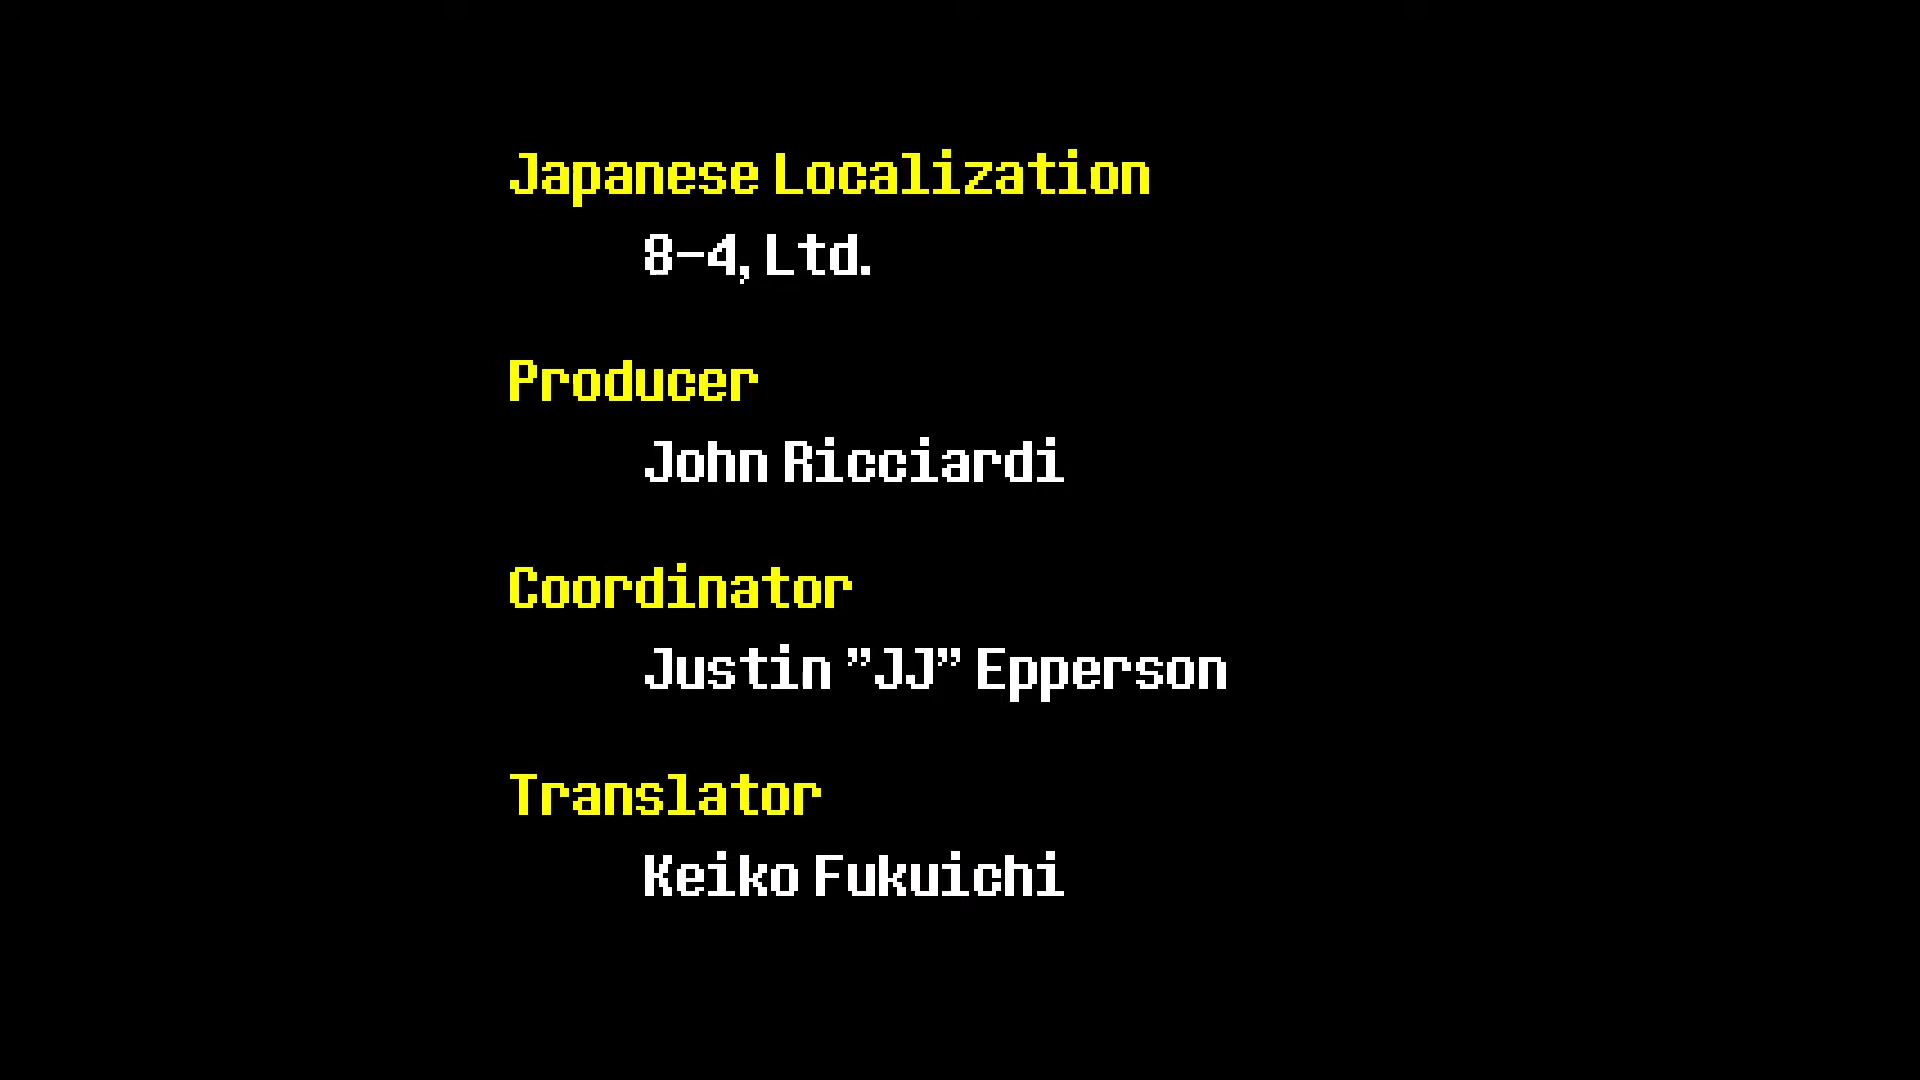 Japanese Localization
8-4, Ltd.
Producer
John Ricciardi
Coordinator
Justin "JJ" Epperson
Translator
Keiko Fukuichi